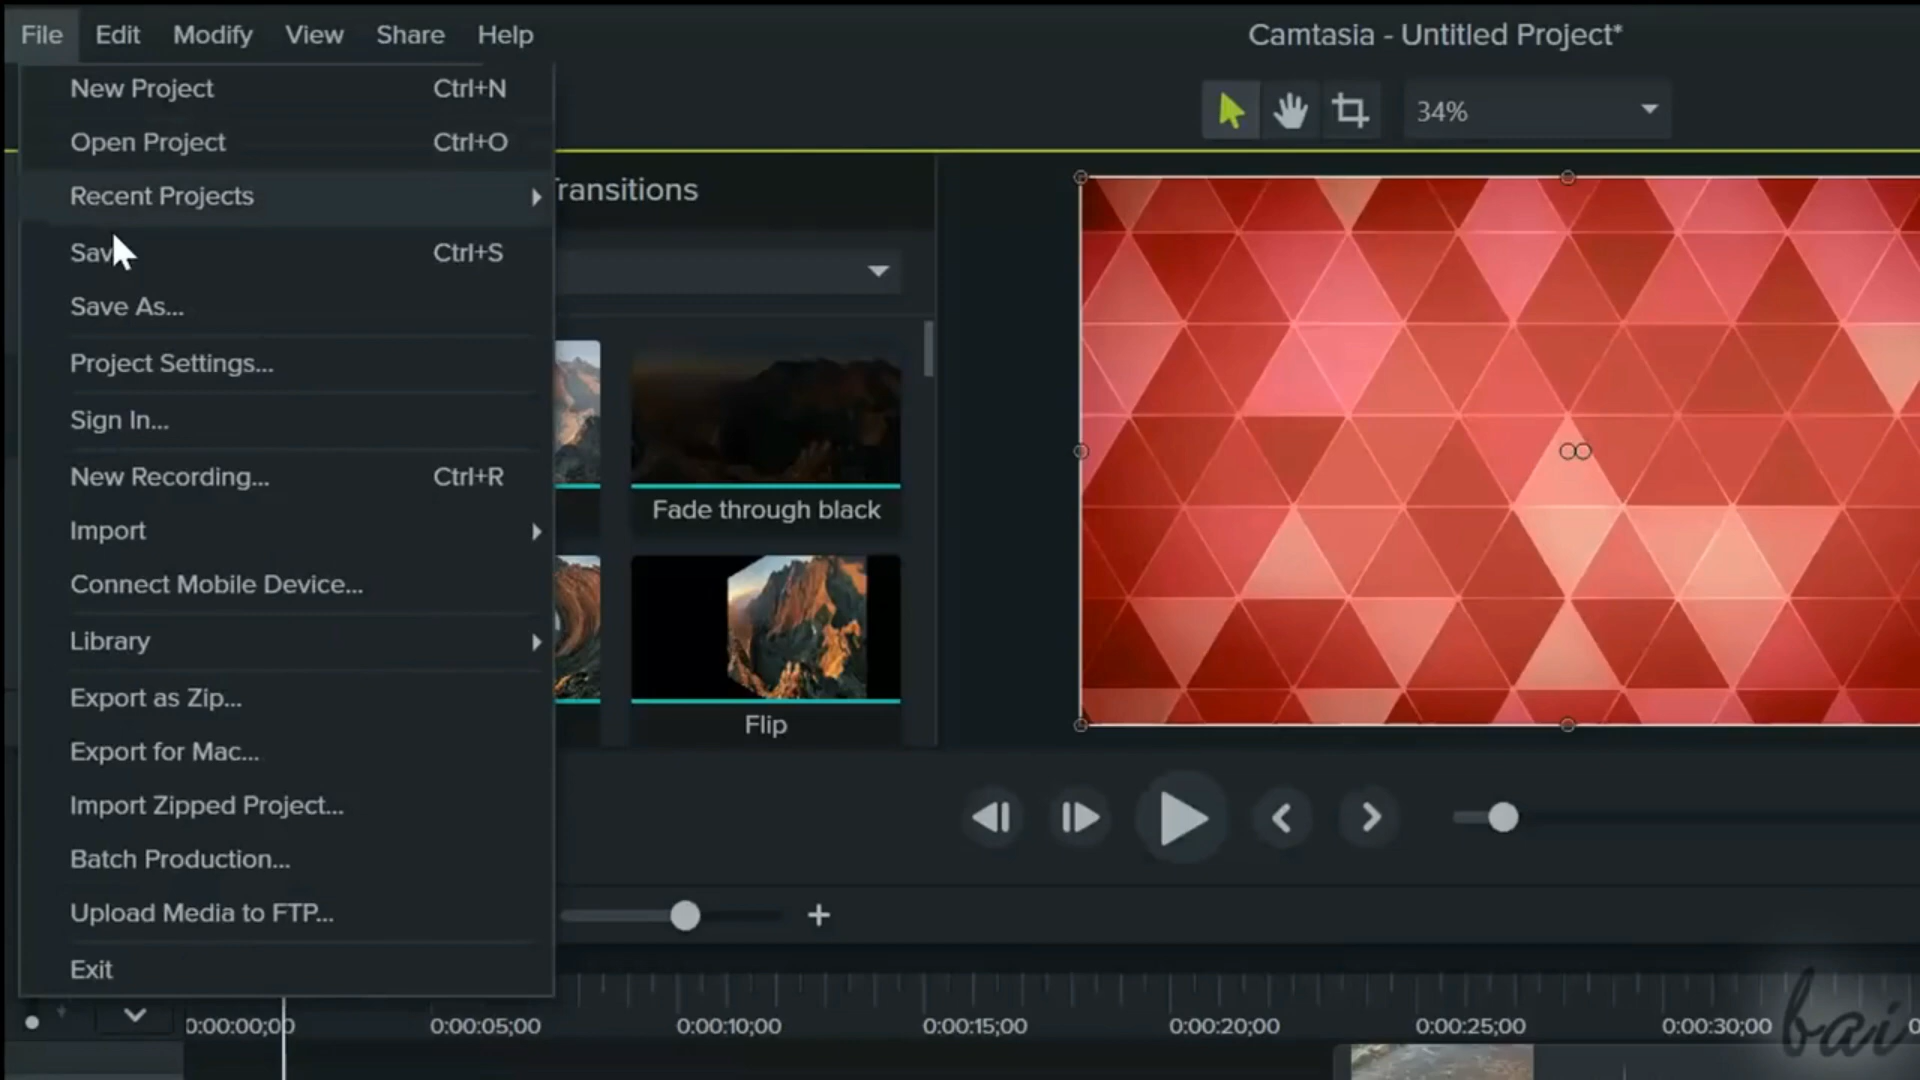 File Edit Modify View Share Help
Camtasia - Untitled Project*
New Project Ctrl+N
Open Project Ctrl+O
Recent Projects
Save Ctrl+S
Save As...
Project Settings...
Sign In...
New Recording... Ctrl+R
Import
Connect Mobile Device...
Library
Export as Zip...
Export for Mac...
Import Zipped Project...
Batch Production...
Upload Media to FTP...
Exit
34%
Transitions
Fade through black
Flip
0:00:00;00 0:00:05;00 0:00:10;00 0:00:15;00 0:00:20;00 0:00:25;00 0:00:30;00
bai